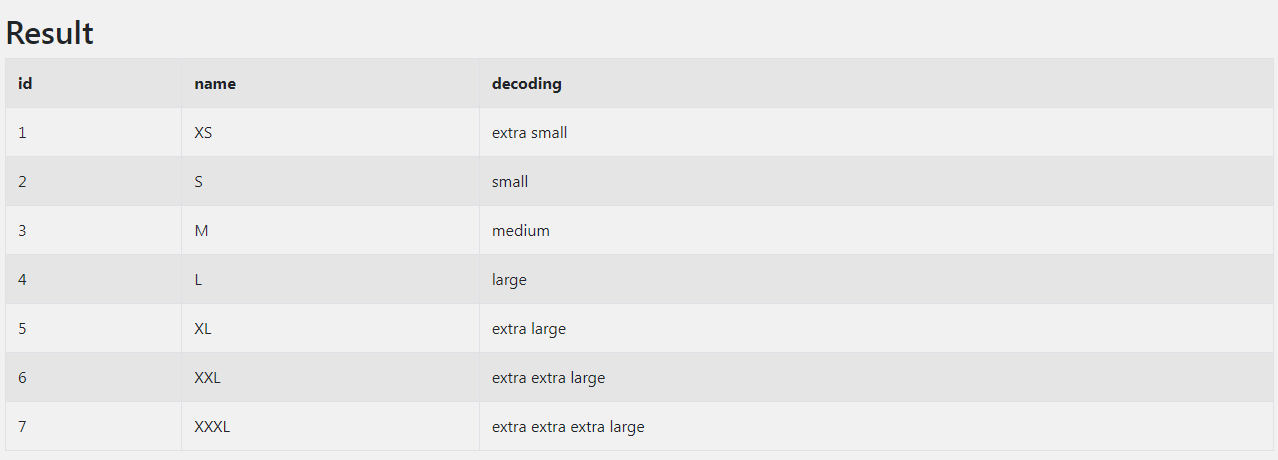 Result
id name decoding
1 XS extra small
2 S small
3 M medium
4 L large
5 XL extra large
6 XXL extra extra large
7 XXXL extra extra extra large